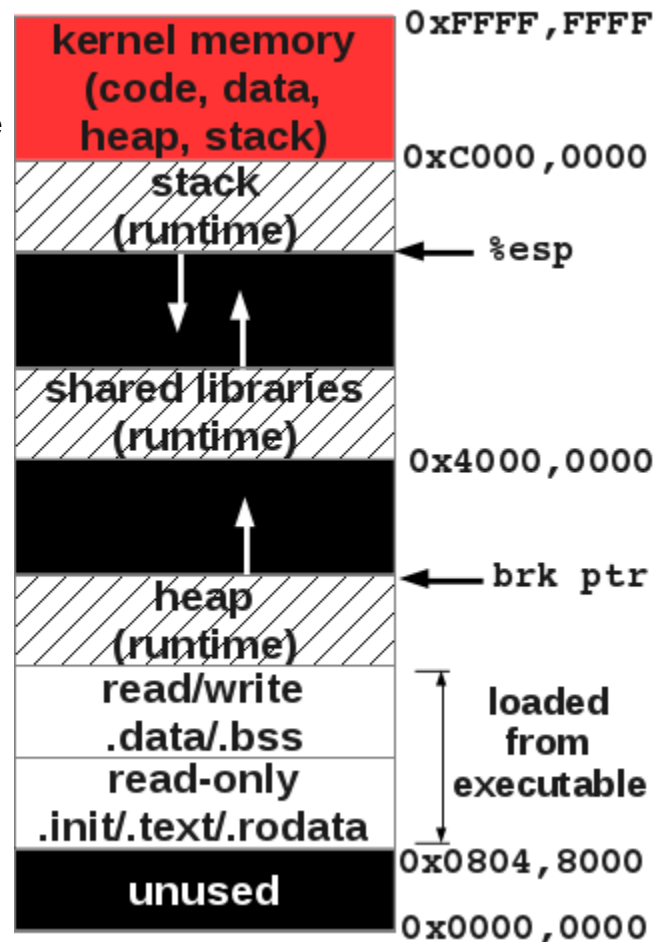 0xFFFF,FFFF
kernel memory
(code, data,
heap, stack)
0xC000,0000
stack
(runtime)
%esp
shared libraries
(runtime)
0x4000,0000
brk ptr
heap
(runtime)
read/write
.data/.bss
loaded
from
executable
read-only
.init/.text/.rodata
0x0804,8000
unused
0x0000,0000